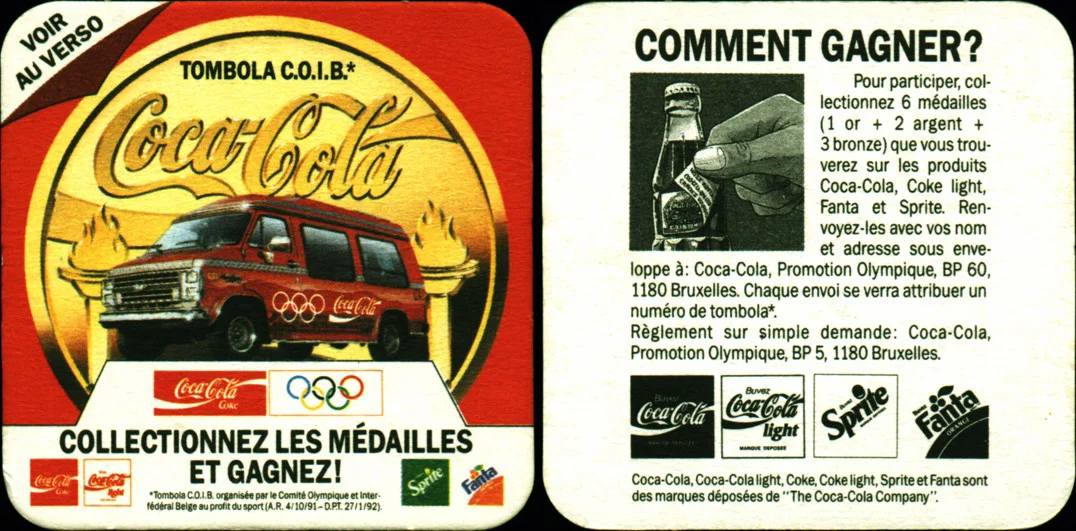 VOIR
AU VERSO
TOMBOLA C.O.I.B.*
Coca-Cola
Coca-Cola
Coca-Cola
Coke
COLLECTIONNEZ LES MÉDAILLES
ET GAGNEZ!
Coca-Cola
Coca-Cola
light
Sprite
Fanta
*Tombola C.O.I.B. organisée par le Comité Olympique et Inter-
fédéral Belge au profit du sport (A.R. 4/10/91 – D.P.T. 27/1/92).
COMMENT GAGNER?
Pour participer, col-
lectionnez 6 médailles
(1 or + 2 argent +
3 bronze) que vous trou-
verez sur les produits
Coca-Cola, Coke light,
Fanta et Sprite. Ren-
voyez-les avec vos nom
et adresse sous enve-
loppe à: Coca-Cola, Promotion Olympique, BP 60,
1180 Bruxelles. Chaque envoi se verra attribuer un
numéro de tombola*.
Règlement sur simple demande: Coca-Cola,
Promotion Olympique, BP 5, 1180 Bruxelles.
Buvez
Coca-Cola
MARQUE DEPOSEE
Buvez
Coca-Cola
light
MARQUE DEPOSEE
Sprite
Fanta
ORANGE
Coca-Cola, Coca-Cola light, Coke, Coke light, Sprite et Fanta sont
des marques déposées de "The Coca-Cola Company".